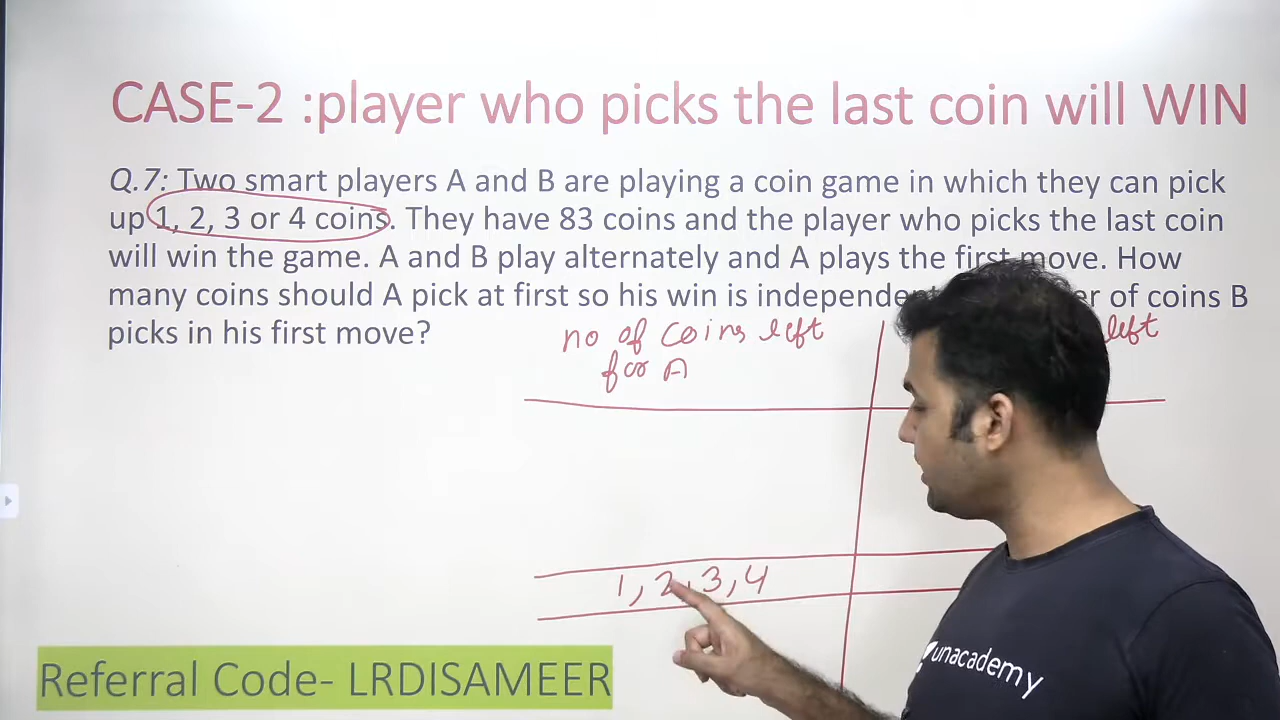 CASE-2 :player who picks the last coin will WIN
Q.7: Two smart players A and B are playing a coin game in which they can pick
up 1, 2, 3 or 4 coins. They have 83 coins and the player who picks the last coin
will win the game. A and B play alternately and A plays the first move. How
many coins should A pick at first so his win is independent of coins B
picks in his first move?
no of coins left
for A
left
1, 2, 3, 4
unacademy
Referral Code- LRDISAMEER